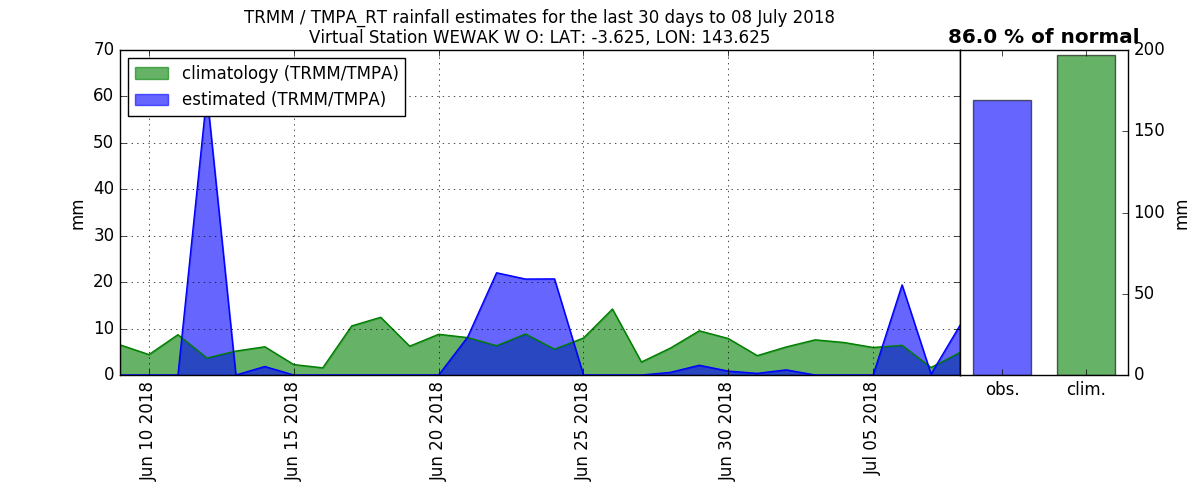 TRMM / TMPA_RT rainfall estimates for the last 30 days to 08 July 2018
Virtual Station WEWAK W O: LAT: -3.625, LON: 143.625
86.0 % of normal
climatology (TRMM/TMPA)
estimated (TRMM/TMPA)
70
60
50
40
30
20
10
0
mm
Jun 10 2018
Jun 15 2018
Jun 20 2018
Jun 25 2018
Jun 30 2018
Jul 05 2018
obs.
clim.
200
150
100
50
0
mm